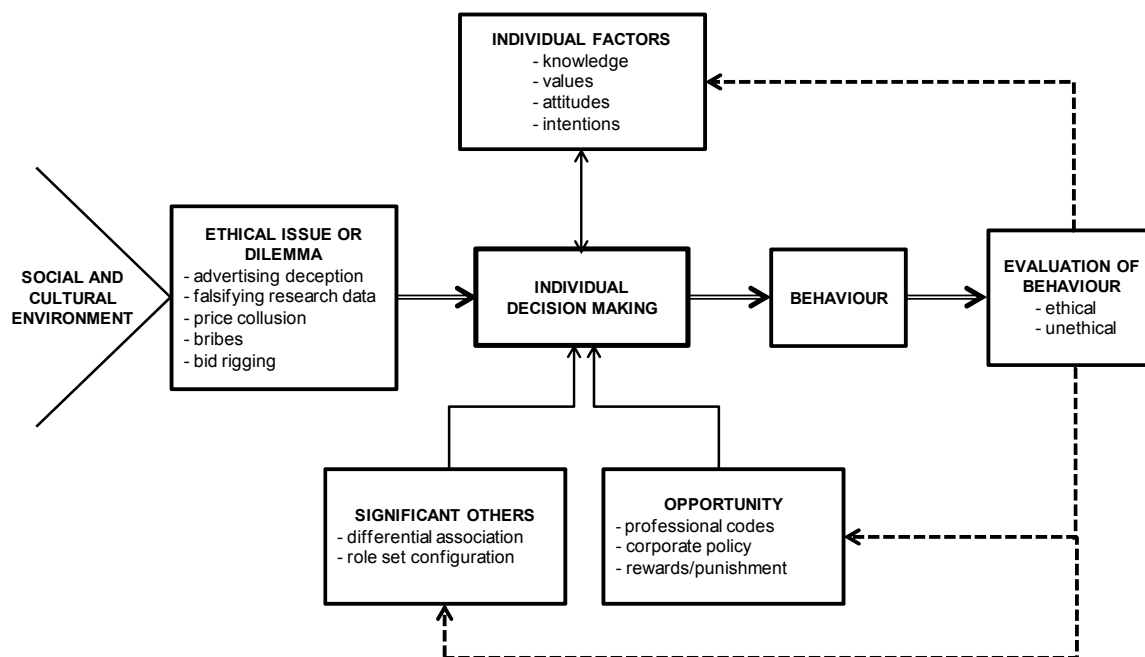 INDIVIDUAL FACTORS
- knowledge
- values
- attitudes
- intentions
SOCIAL AND
CULTURAL
ENVIRONMENT
ETHICAL ISSUE OR
DILEMMA
- advertising deception
- falsifying research data
- price collusion
- bribes
- bid rigging
INDIVIDUAL
DECISION MAKING
BEHAVIOUR
EVALUATION OF
BEHAVIOUR
- ethical
- unethical
SIGNIFICANT OTHERS
- differential association
- role set configuration
OPPORTUNITY
- professional codes
- corporate policy
- rewards/punishment